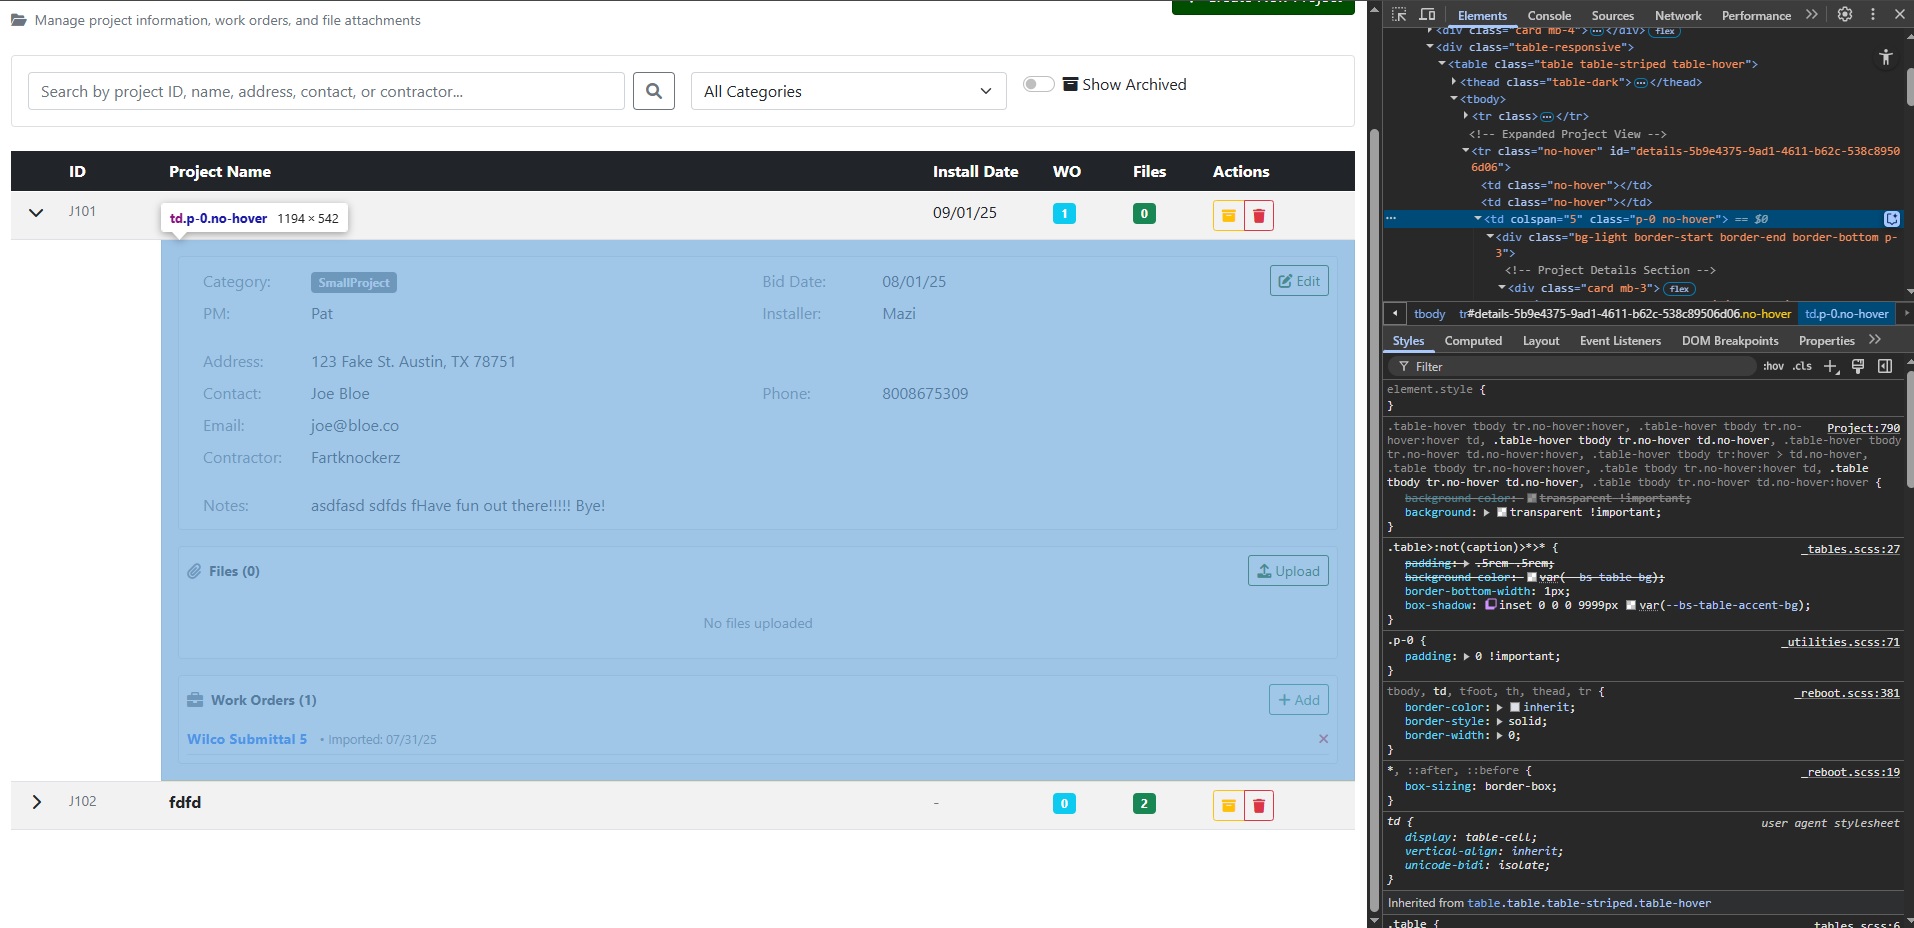 Manage project information, work orders, and file attachments
Search by project ID, name, address, contact, or contractor...
All Categories
Show Archived
ID Project Name Install Date WO Files Actions
J101 09/01/25 1 0
td.p-0.no-hover 1194 × 542
Category: SmallProject Bid Date: 08/01/25 Edit
PM: Pat Installer: Mazi
Address: 123 Fake St. Austin, TX 78751
Contact: Joe Bloe Phone: 8008675309
Email: joe@bloe.co
Contractor: Fartknockerz
Notes: asdfasd sdfds fHave fun out there!!!!! Bye!
Files (0) Upload
No files uploaded
Work Orders (1) + Add
Wilco Submittal 5 • Imported: 07/31/25 ×
J102 fdfd - 0 2
Elements Console Sources Network Performance
<div class="card mb-4"> … </div> flex
<div class="table-responsive">
<table class="table table-striped table-hover">
<thead class="table-dark"> … </thead>
<tbody>
<tr class> … </tr>
<!-- Expanded Project View -->
<tr class="no-hover" id="details-5b9e4375-9ad1-4611-b62c-538c8950
6d06">
<td class="no-hover"></td>
<td class="no-hover"></td>
… <td colspan="5" class="p-0 no-hover"> == $0
<div class="bg-light border-start border-end border-bottom p-
3">
<!-- Project Details Section -->
<div class="card mb-3"> flex
tbody tr#details-5b9e4375-9ad1-4611-b62c-538c89506d06.no-hover td.p-0.no-hover
Styles Computed Layout Event Listeners DOM Breakpoints Properties
Filter :hov .cls
element.style {
}
.table-hover tbody tr.no-hover:hover, .table-hover tbody tr.no- Project:790
hover:hover td, .table-hover tbody tr.no-hover td.no-hover, .table-hover tbody
tr.no-hover td.no-hover:hover, .table-hover tbody tr:hover > td.no-hover,
.table tbody tr.no-hover:hover, .table tbody tr.no-hover:hover td, .table
tbody tr.no-hover td.no-hover, .table tbody tr.no-hover td.no-hover:hover {
background-color: transparent !important;
background: transparent !important;
}
.table>:not(caption)>*>* { _tables.scss:27
padding: .5rem .5rem;
background-color: var(--bs-table-bg);
border-bottom-width: 1px;
box-shadow: inset 0 0 0 9999px var(--bs-table-accent-bg);
}
.p-0 { _utilities.scss:71
padding: 0 !important;
}
tbody, td, tfoot, th, thead, tr { _reboot.scss:381
border-color: inherit;
border-style: solid;
border-width: 0;
}
*, ::after, ::before { _reboot.scss:19
box-sizing: border-box;
}
td { user agent stylesheet
display: table-cell;
vertical-align: inherit;
unicode-bidi: isolate;
}
Inherited from table.table.table-striped.table-hover
.table {